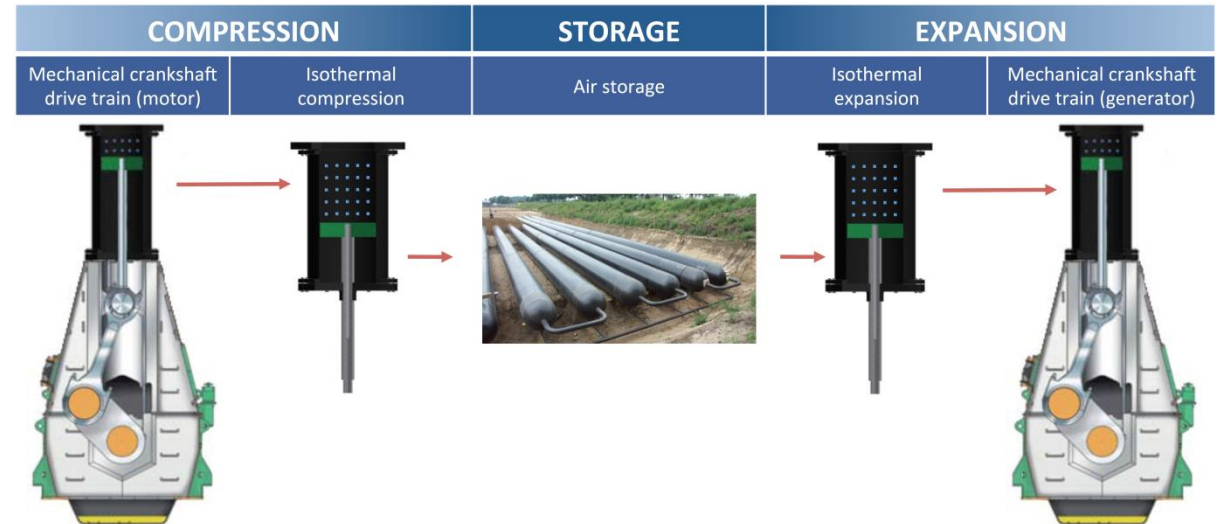 COMPRESSION
STORAGE
EXPANSION
Mechanical crankshaft
drive train (motor)
Isothermal
compression
Air storage
Isothermal
expansion
Mechanical crankshaft
drive train (generator)